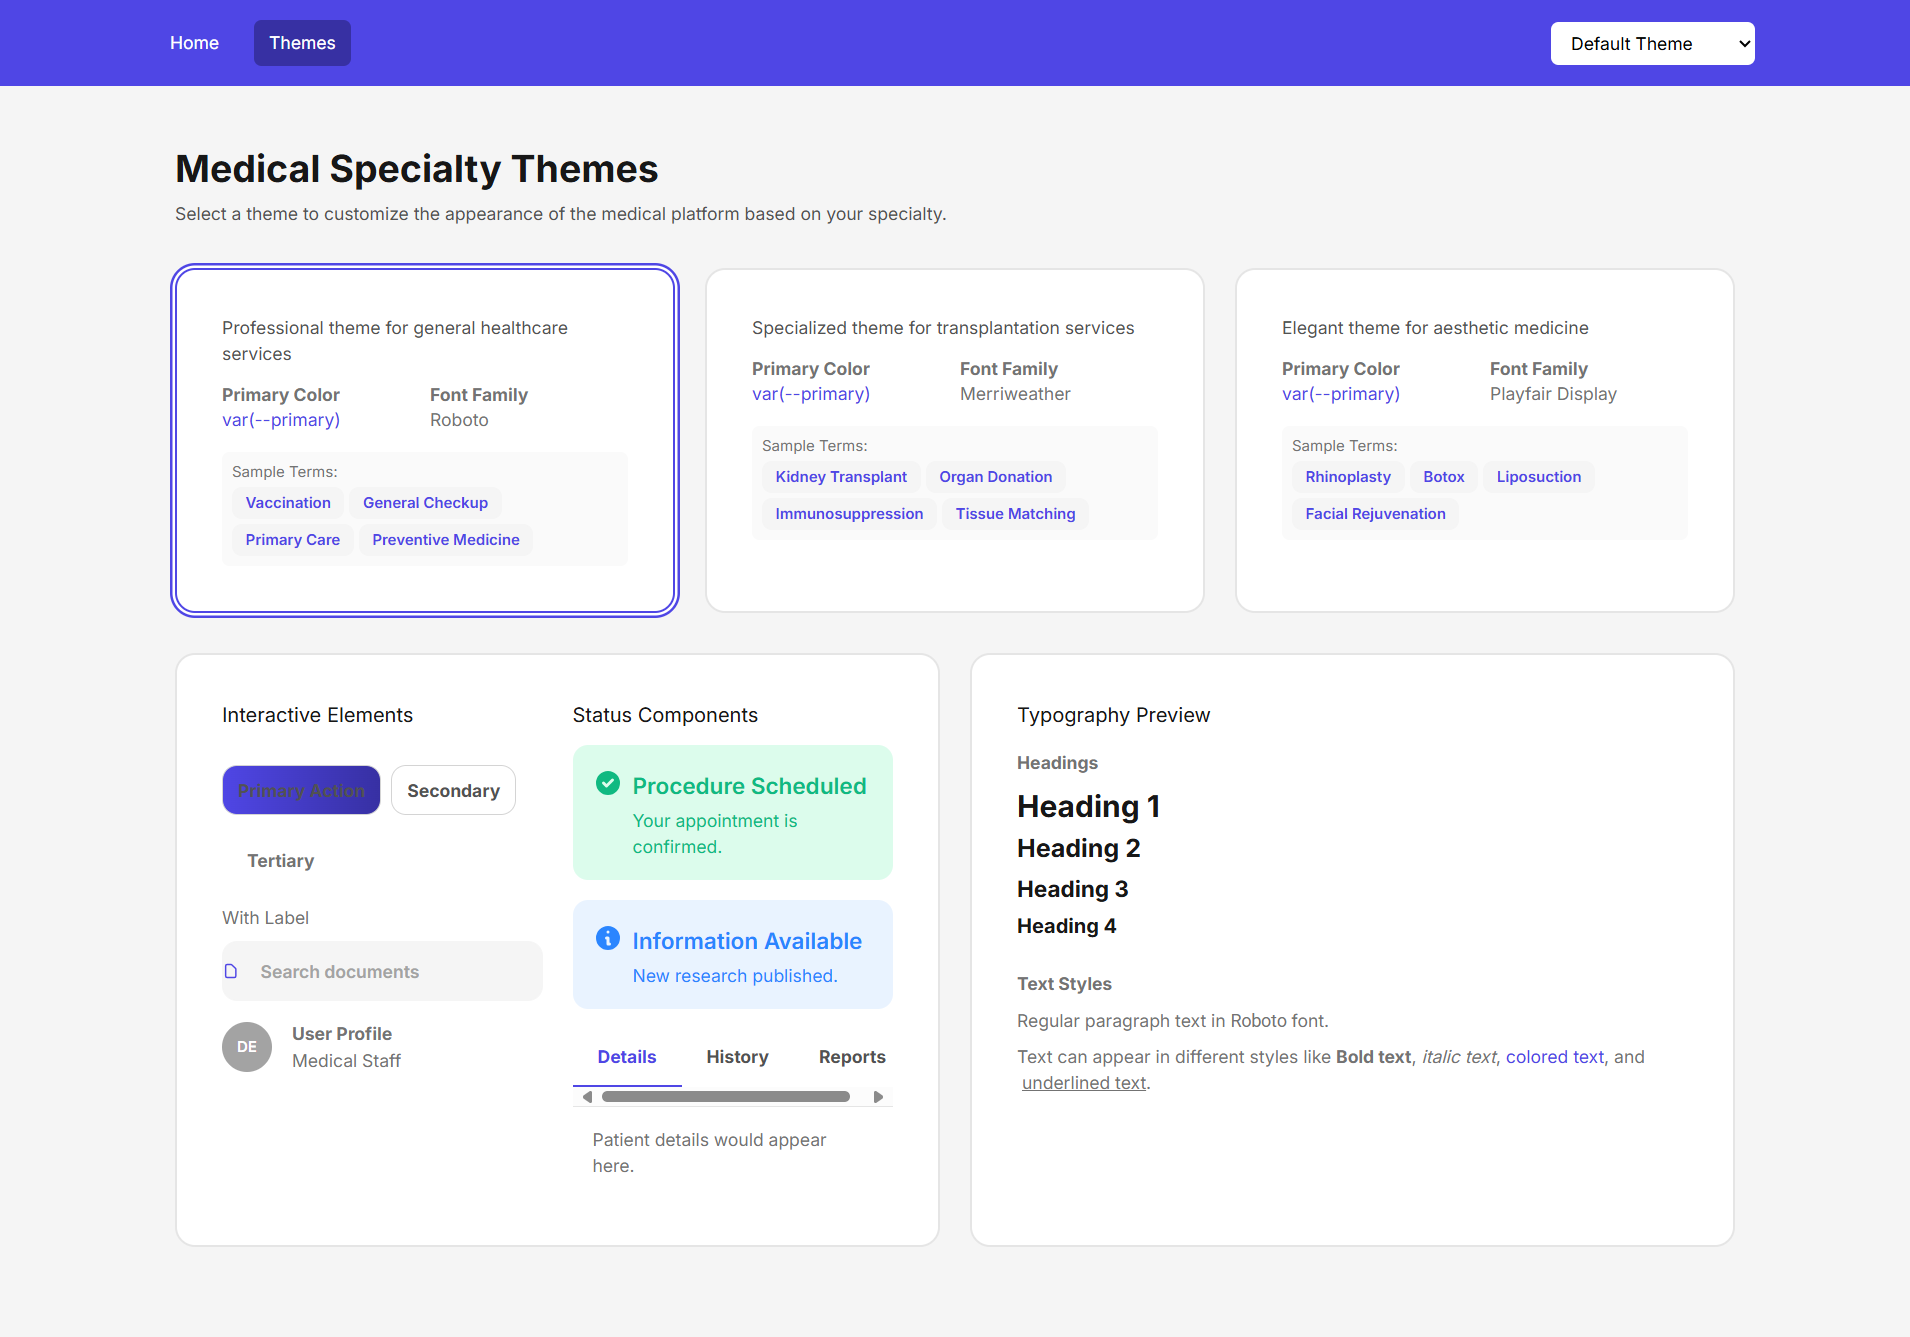 Home
Themes
Default Theme
Medical Specialty Themes
Select a theme to customize the appearance of the medical platform based on your specialty.
Professional theme for general healthcare
services
Primary Color
Font Family
var(--primary)
Roboto
Sample Terms:
Vaccination
General Checkup
Primary Care
Preventive Medicine
Specialized theme for transplantation services
Primary Color
Font Family
var(--primary)
Merriweather
Sample Terms:
Kidney Transplant
Organ Donation
Immunosuppression
Tissue Matching
Elegant theme for aesthetic medicine
Primary Color
Font Family
var(--primary)
Playfair Display
Sample Terms:
Rhinoplasty
Botox
Liposuction
Facial Rejuvenation
Interactive Elements
Primary Action
Secondary
Tertiary
With Label
Search documents
DE
User Profile
Medical Staff
Status Components
Procedure Scheduled
Your appointment is
confirmed.
Information Available
New research published.
Details
History
Reports
Patient details would appear
here.
Typography Preview
Headings
Heading 1
Heading 2
Heading 3
Heading 4
Text Styles
Regular paragraph text in Roboto font.
Text can appear in different styles like Bold text, italic text, colored text, and
underlined text.